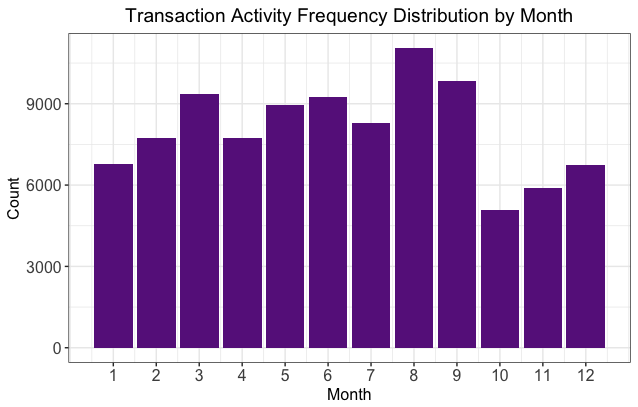 Transaction Activity Frequency Distribution by Month
Count
9000
6000
3000
0
1 2 3 4 5 6 7 8 9 10 11 12
Month